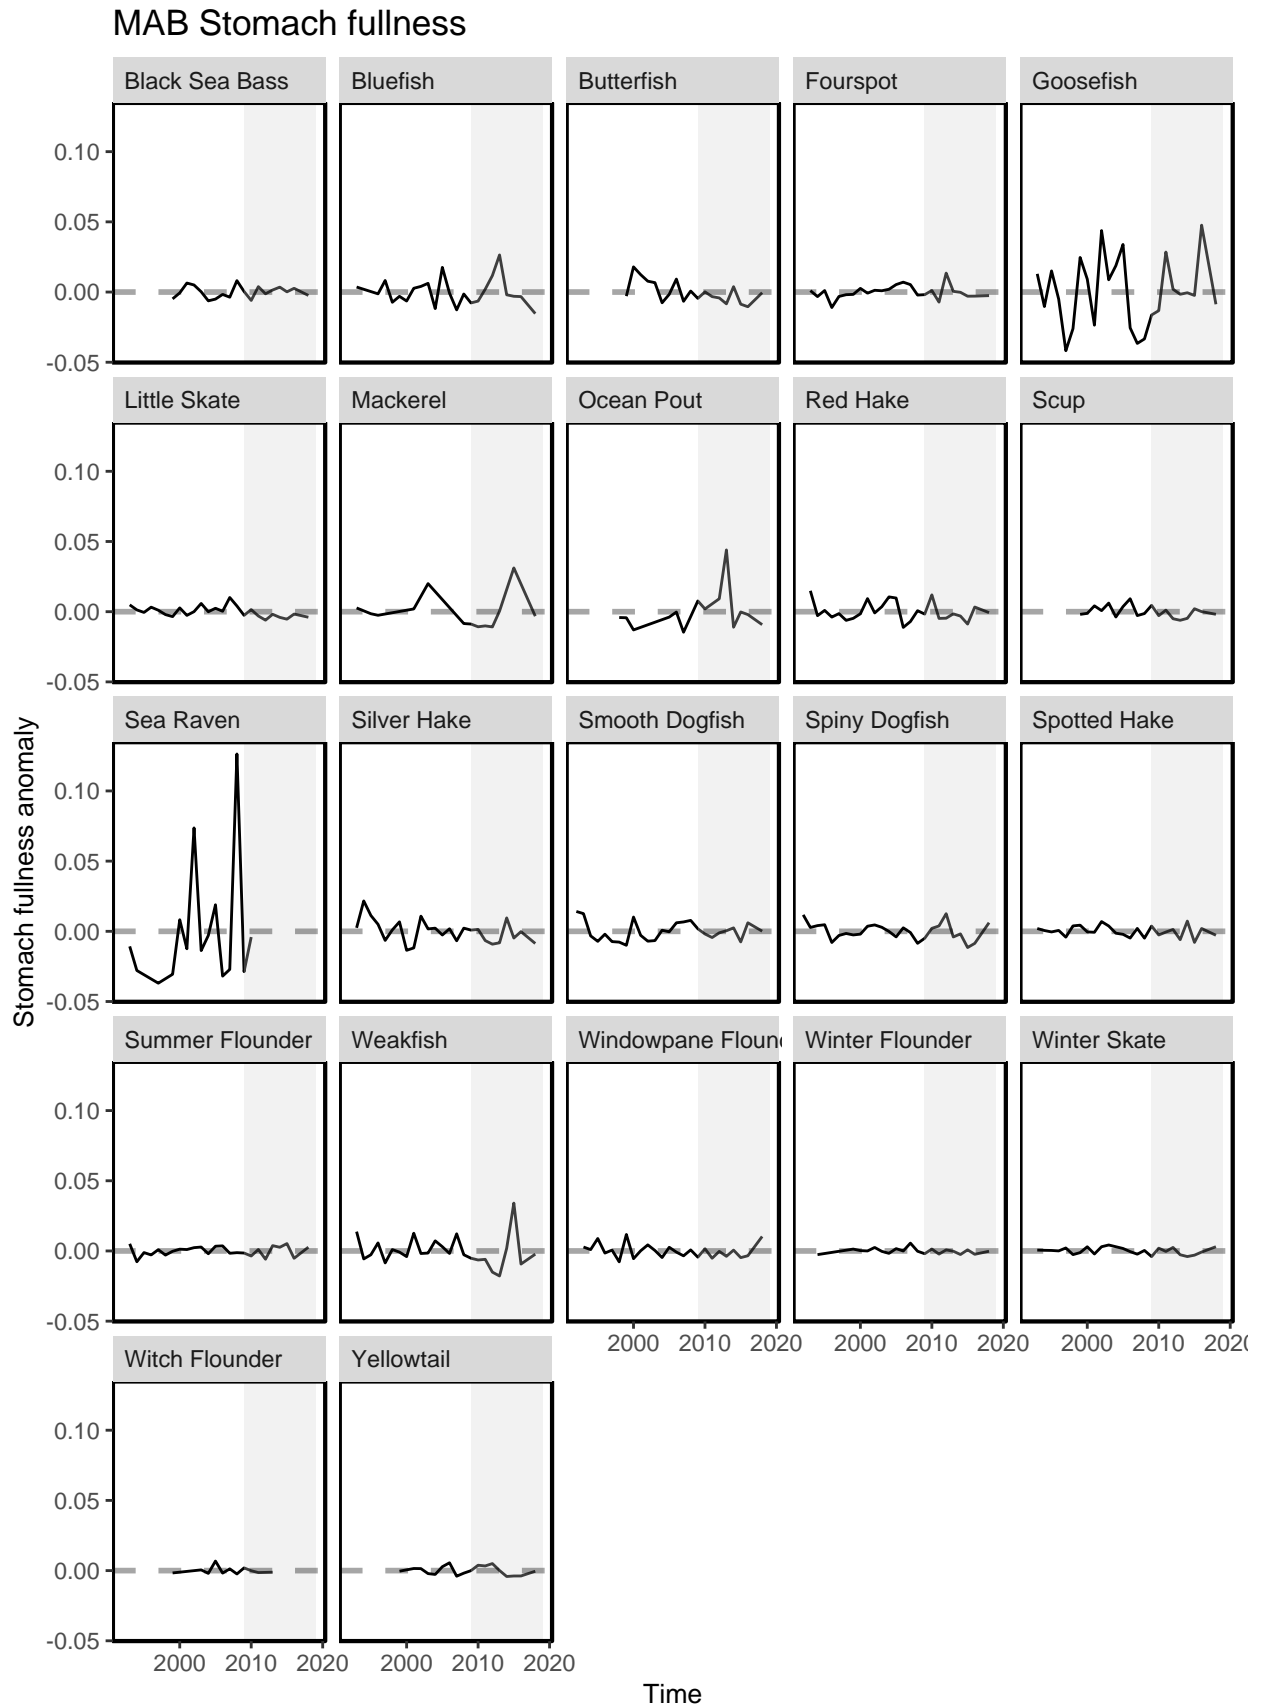 MAB Stomach fullness
Black Sea Bass Bluefish Butterfish Fourspot Goosefish
0.10
0.05
0.00
-0.05
Little Skate Mackerel Ocean Pout Red Hake Scup
0.10
0.05
0.00
-0.05
Sea Raven Silver Hake Smooth Dogfish Spiny Dogfish Spotted Hake
0.10
0.05
0.00
-0.05
Stomach fullness anomaly
Summer Flounder Weakfish Windowpane Floun Winter Flounder Winter Skate
0.10
0.05
0.00
-0.05
2000 2010 2020 2000 2010 2020 2000 2010 2020
Witch Flounder Yellowtail
0.10
0.05
0.00
-0.05
2000 2010 2020 2000 2010 2020
Time